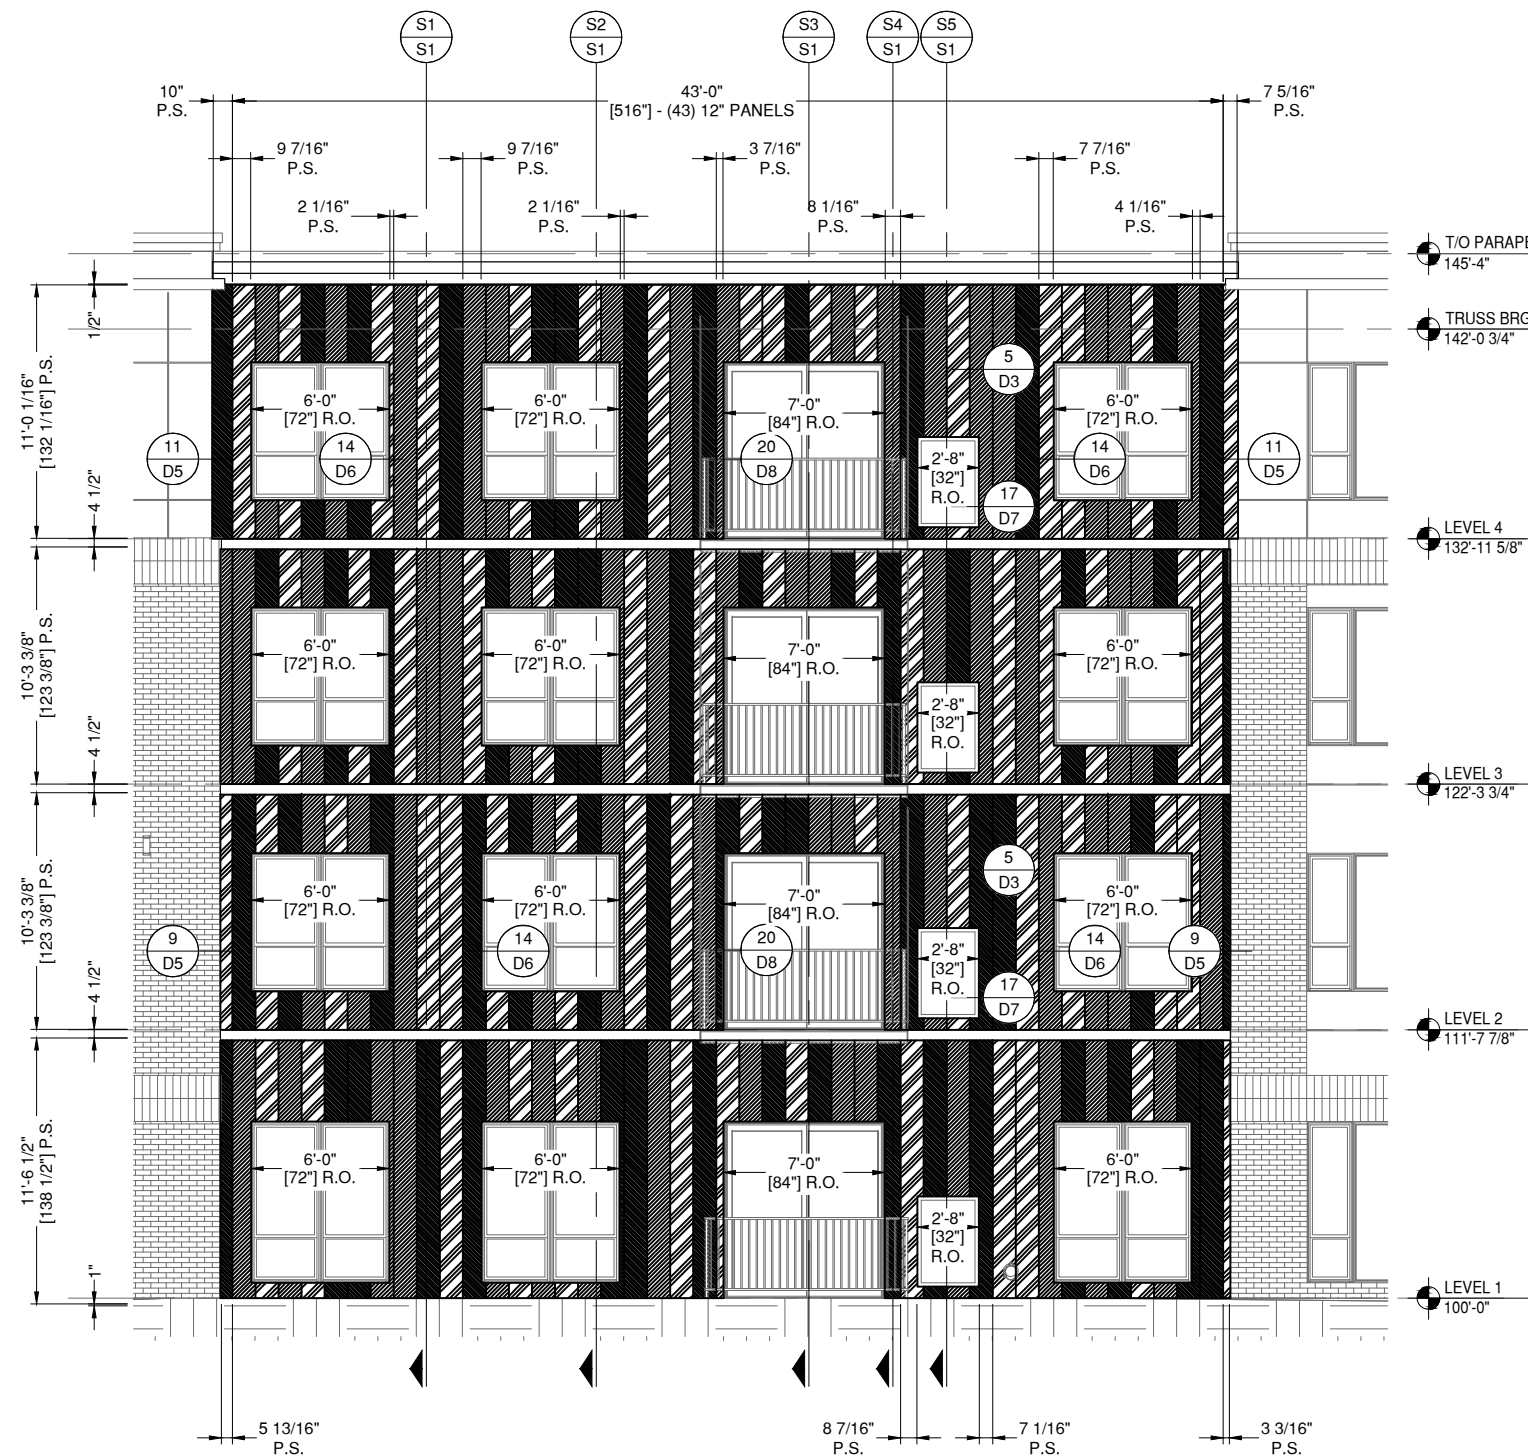 S1
S1
S2
S1
S3
S1
S4
S1
S5
S1
10"
P.S.
43'-0"
[516"] - (43) 12" PANELS
7 5/16"
P.S.
9 7/16"
P.S.
9 7/16"
P.S.
3 7/16"
P.S.
7 7/16"
P.S.
2 1/16"
P.S.
2 1/16"
P.S.
8 1/16"
P.S.
4 1/16"
P.S.
T/O PARAPE
145'-4"
TRUSS BRG
142'-0 3/4"
1/2"
11'-0 1/16"
[132 1/16"] P.S.
4 1/2"
5
D3
6'-0"
[72"] R.O.
6'-0"
[72"] R.O.
7'-0"
[84"] R.O.
6'-0"
[72"] R.O.
11
D5
14
D6
20
D8
2'-8"
[32"]
R.O.
14
D6
11
D5
17
D7
LEVEL 4
132'-11 5/8"
10'-3 3/8"
[123 3/8"] P.S.
4 1/2"
6'-0"
[72"] R.O.
6'-0"
[72"] R.O.
7'-0"
[84"] R.O.
6'-0"
[72"] R.O.
2'-8"
[32"]
R.O.
LEVEL 3
122'-3 3/4"
10'-3 3/8"
[123 3/8"] P.S.
4 1/2"
5
D3
6'-0"
[72"] R.O.
6'-0"
[72"] R.O.
7'-0"
[84"] R.O.
6'-0"
[72"] R.O.
9
D5
14
D6
20
D8
2'-8"
[32"]
R.O.
14
D6
9
D5
17
D7
LEVEL 2
111'-7 7/8"
11'-6 1/2"
[138 1/2"] P.S.
1"
6'-0"
[72"] R.O.
6'-0"
[72"] R.O.
7'-0"
[84"] R.O.
6'-0"
[72"] R.O.
2'-8"
[32"]
R.O.
LEVEL 1
100'-0"
5 13/16"
P.S.
8 7/16"
P.S.
7 1/16"
P.S.
3 3/16"
P.S.